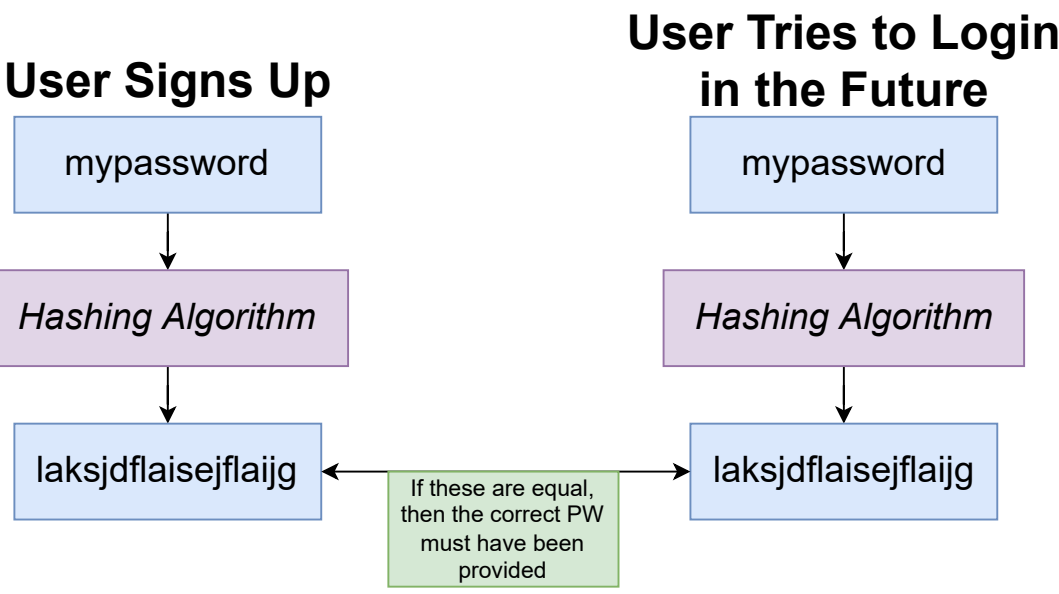 User Signs Up
mypassword
Hashing Algorithm
laksjdflaisejflaijg
User Tries to Login
in the Future
mypassword
Hashing Algorithm
laksjdflaisejflaijg
If these are equal,
then the correct PW
must have been
provided